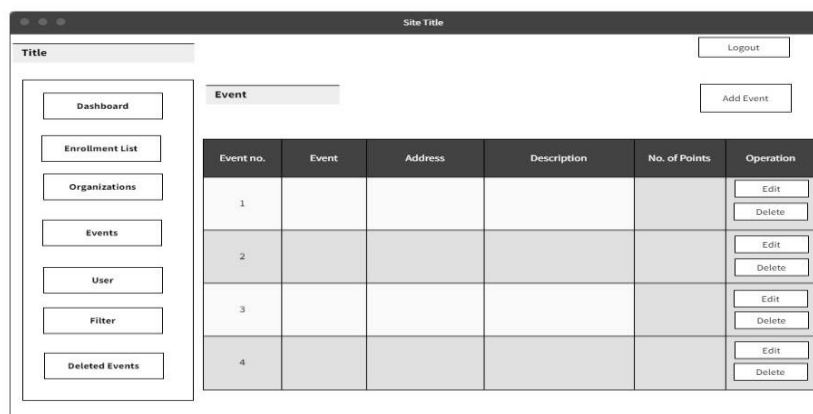 Site Title
Title
Logout
Dashboard
Enrollment List
Organizations
Events
User
Filter
Deleted Events
Event
Add Event
Event no. Event Address Description No. of Points Operation
1 Edit
Delete
2 Edit
Delete
3 Edit
Delete
4 Edit
Delete